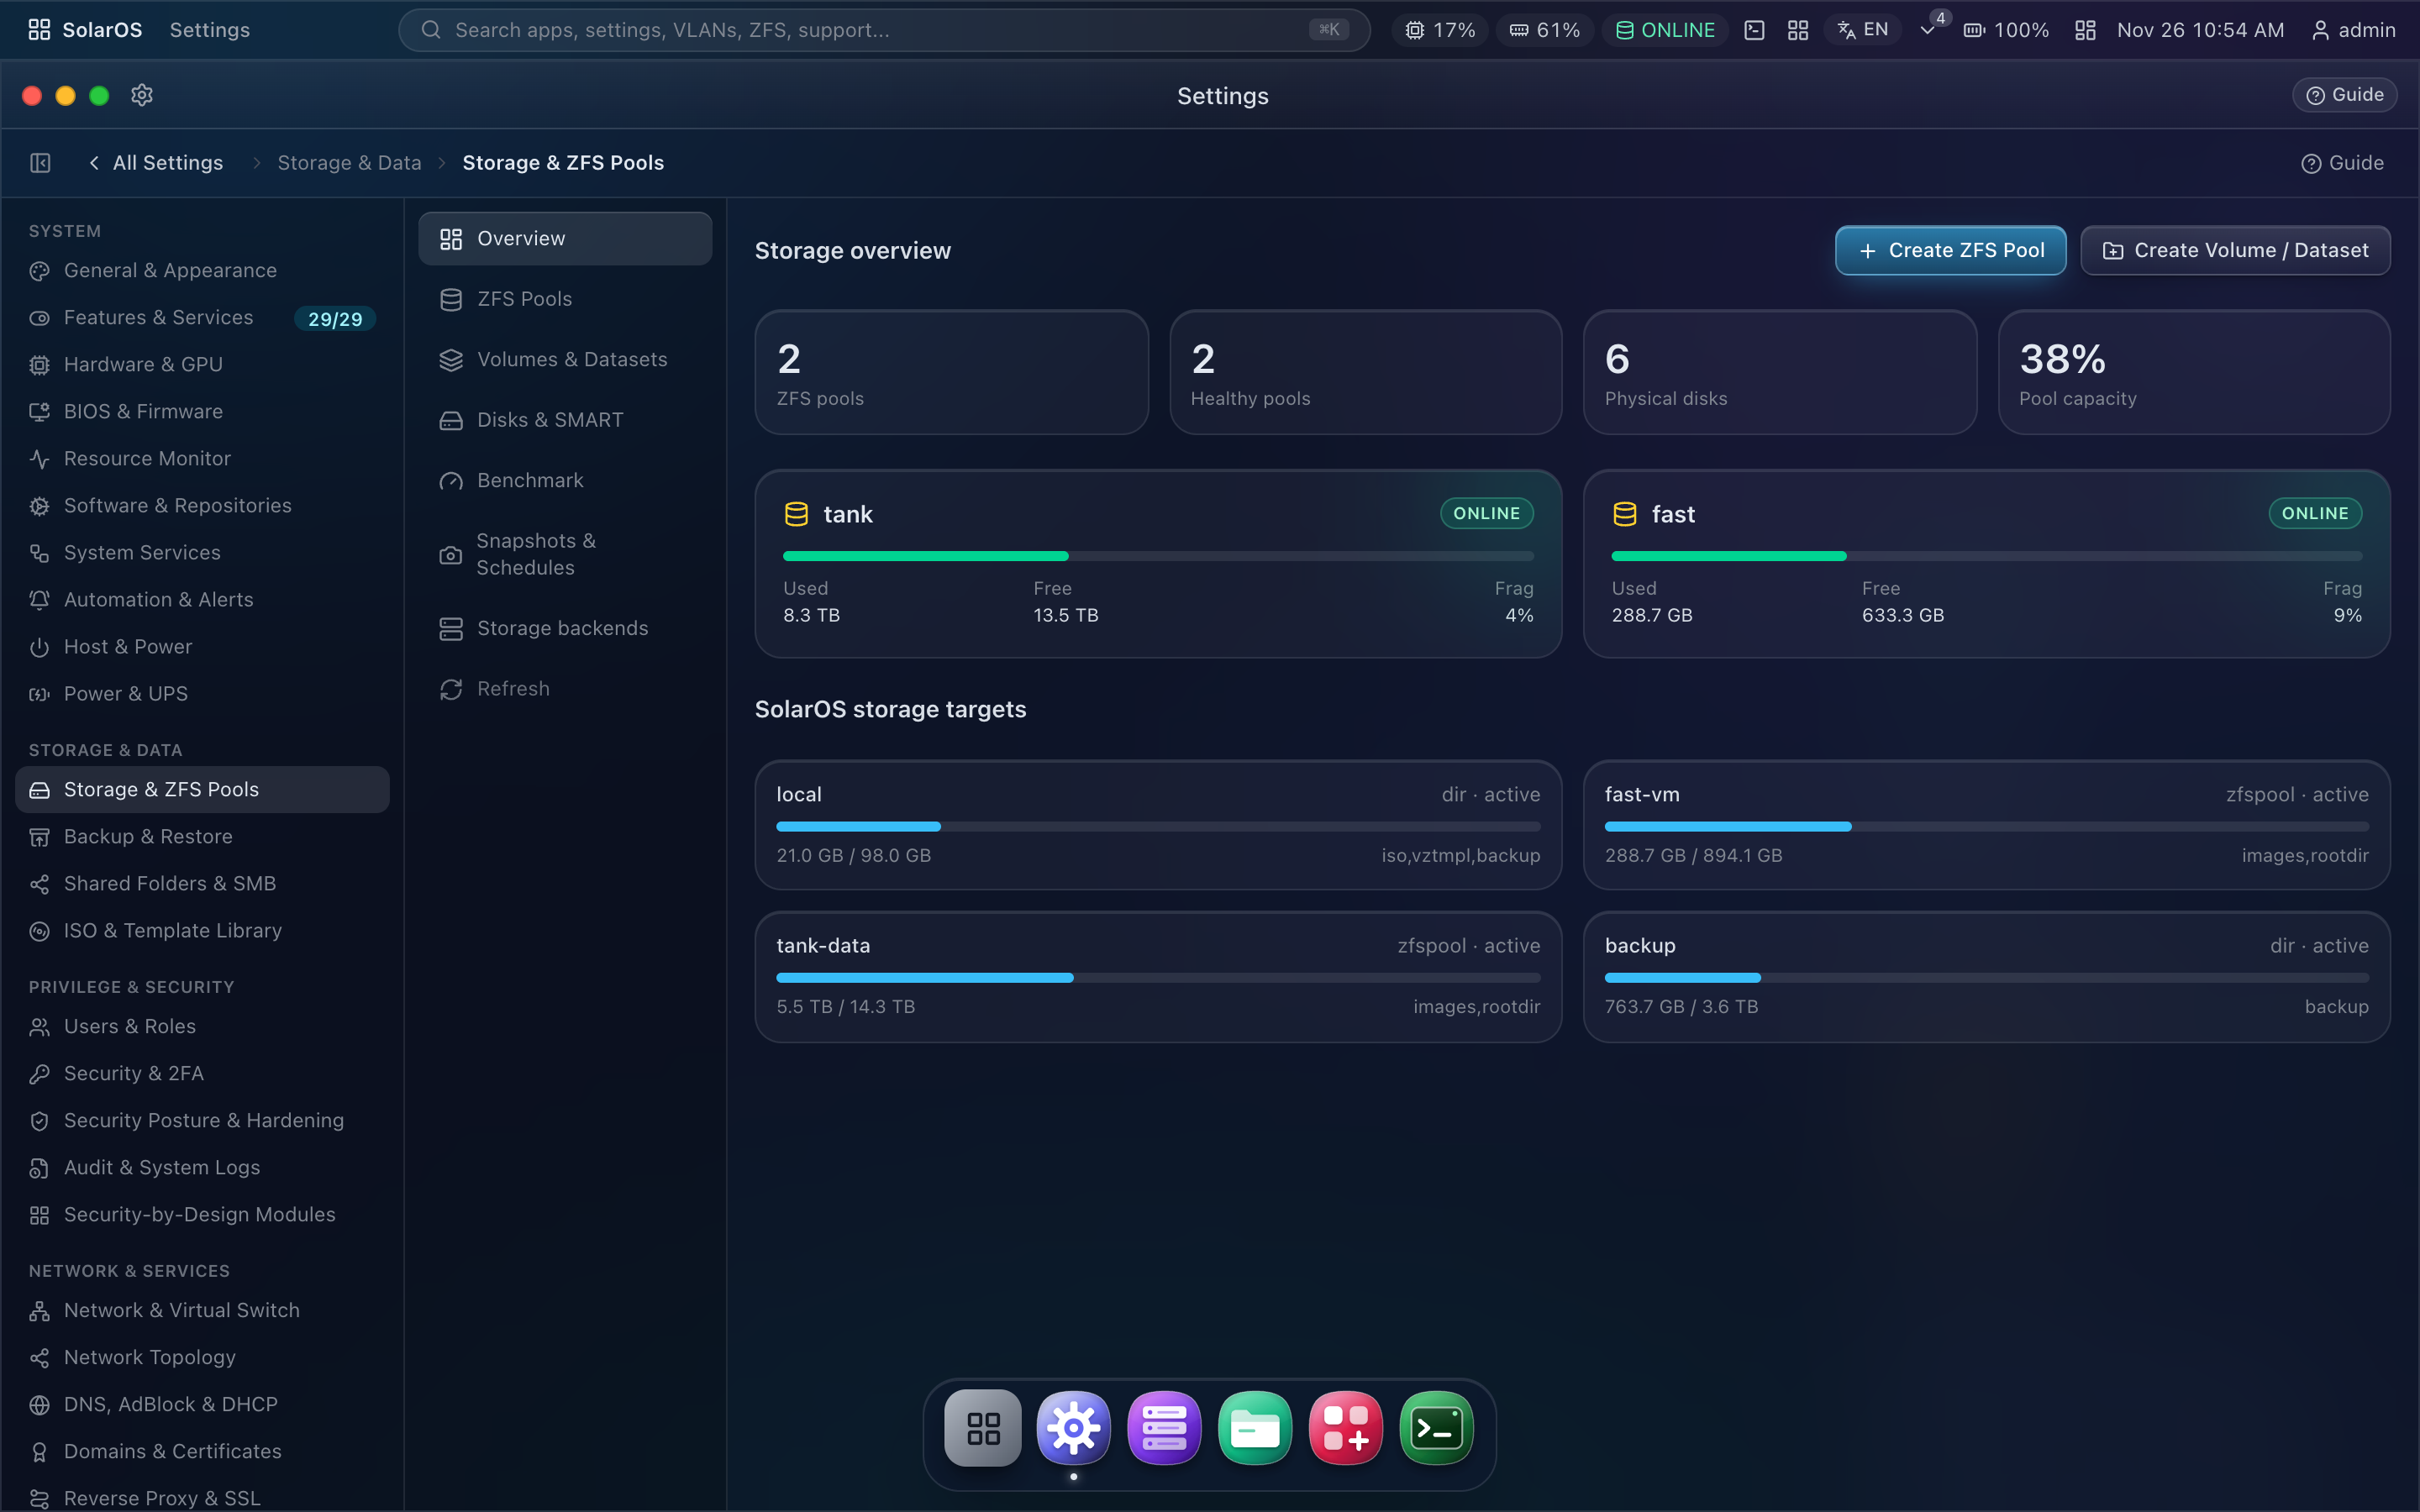 SolarOS Settings Search apps, settings, VLANs, ZFS, support... ⌘K 17% 61% ONLINE EN 4 100% Nov 26 10:54 AM admin
Settings Guide
All Settings Storage & Data Storage & ZFS Pools Guide
SYSTEM
General & Appearance
Features & Services 29/29
Hardware & GPU
BIOS & Firmware
Resource Monitor
Software & Repositories
System Services
Automation & Alerts
Host & Power
Power & UPS
STORAGE & DATA
Storage & ZFS Pools
Backup & Restore
Shared Folders & SMB
ISO & Template Library
PRIVILEGE & SECURITY
Users & Roles
Security & 2FA
Security Posture & Hardening
Audit & System Logs
Security-by-Design Modules
NETWORK & SERVICES
Network & Virtual Switch
Network Topology
DNS, AdBlock & DHCP
Domains & Certificates
Reverse Proxy & SSL
Overview
ZFS Pools
Volumes & Datasets
Disks & SMART
Benchmark
Snapshots &
Schedules
Storage backends
Refresh
Storage overview Create ZFS Pool Create Volume / Dataset
2 2 6 38%
ZFS pools Healthy pools Physical disks Pool capacity
tank ONLINE
Used Free Frag
8.3 TB 13.5 TB 4%
fast ONLINE
Used Free Frag
288.7 GB 633.3 GB 9%
SolarOS storage targets
local dir · active
21.0 GB / 98.0 GB iso,vztmpl,backup
fast-vm zfspool · active
288.7 GB / 894.1 GB images,rootdir
tank-data zfspool · active
5.5 TB / 14.3 TB images,rootdir
backup dir · active
763.7 GB / 3.6 TB backup